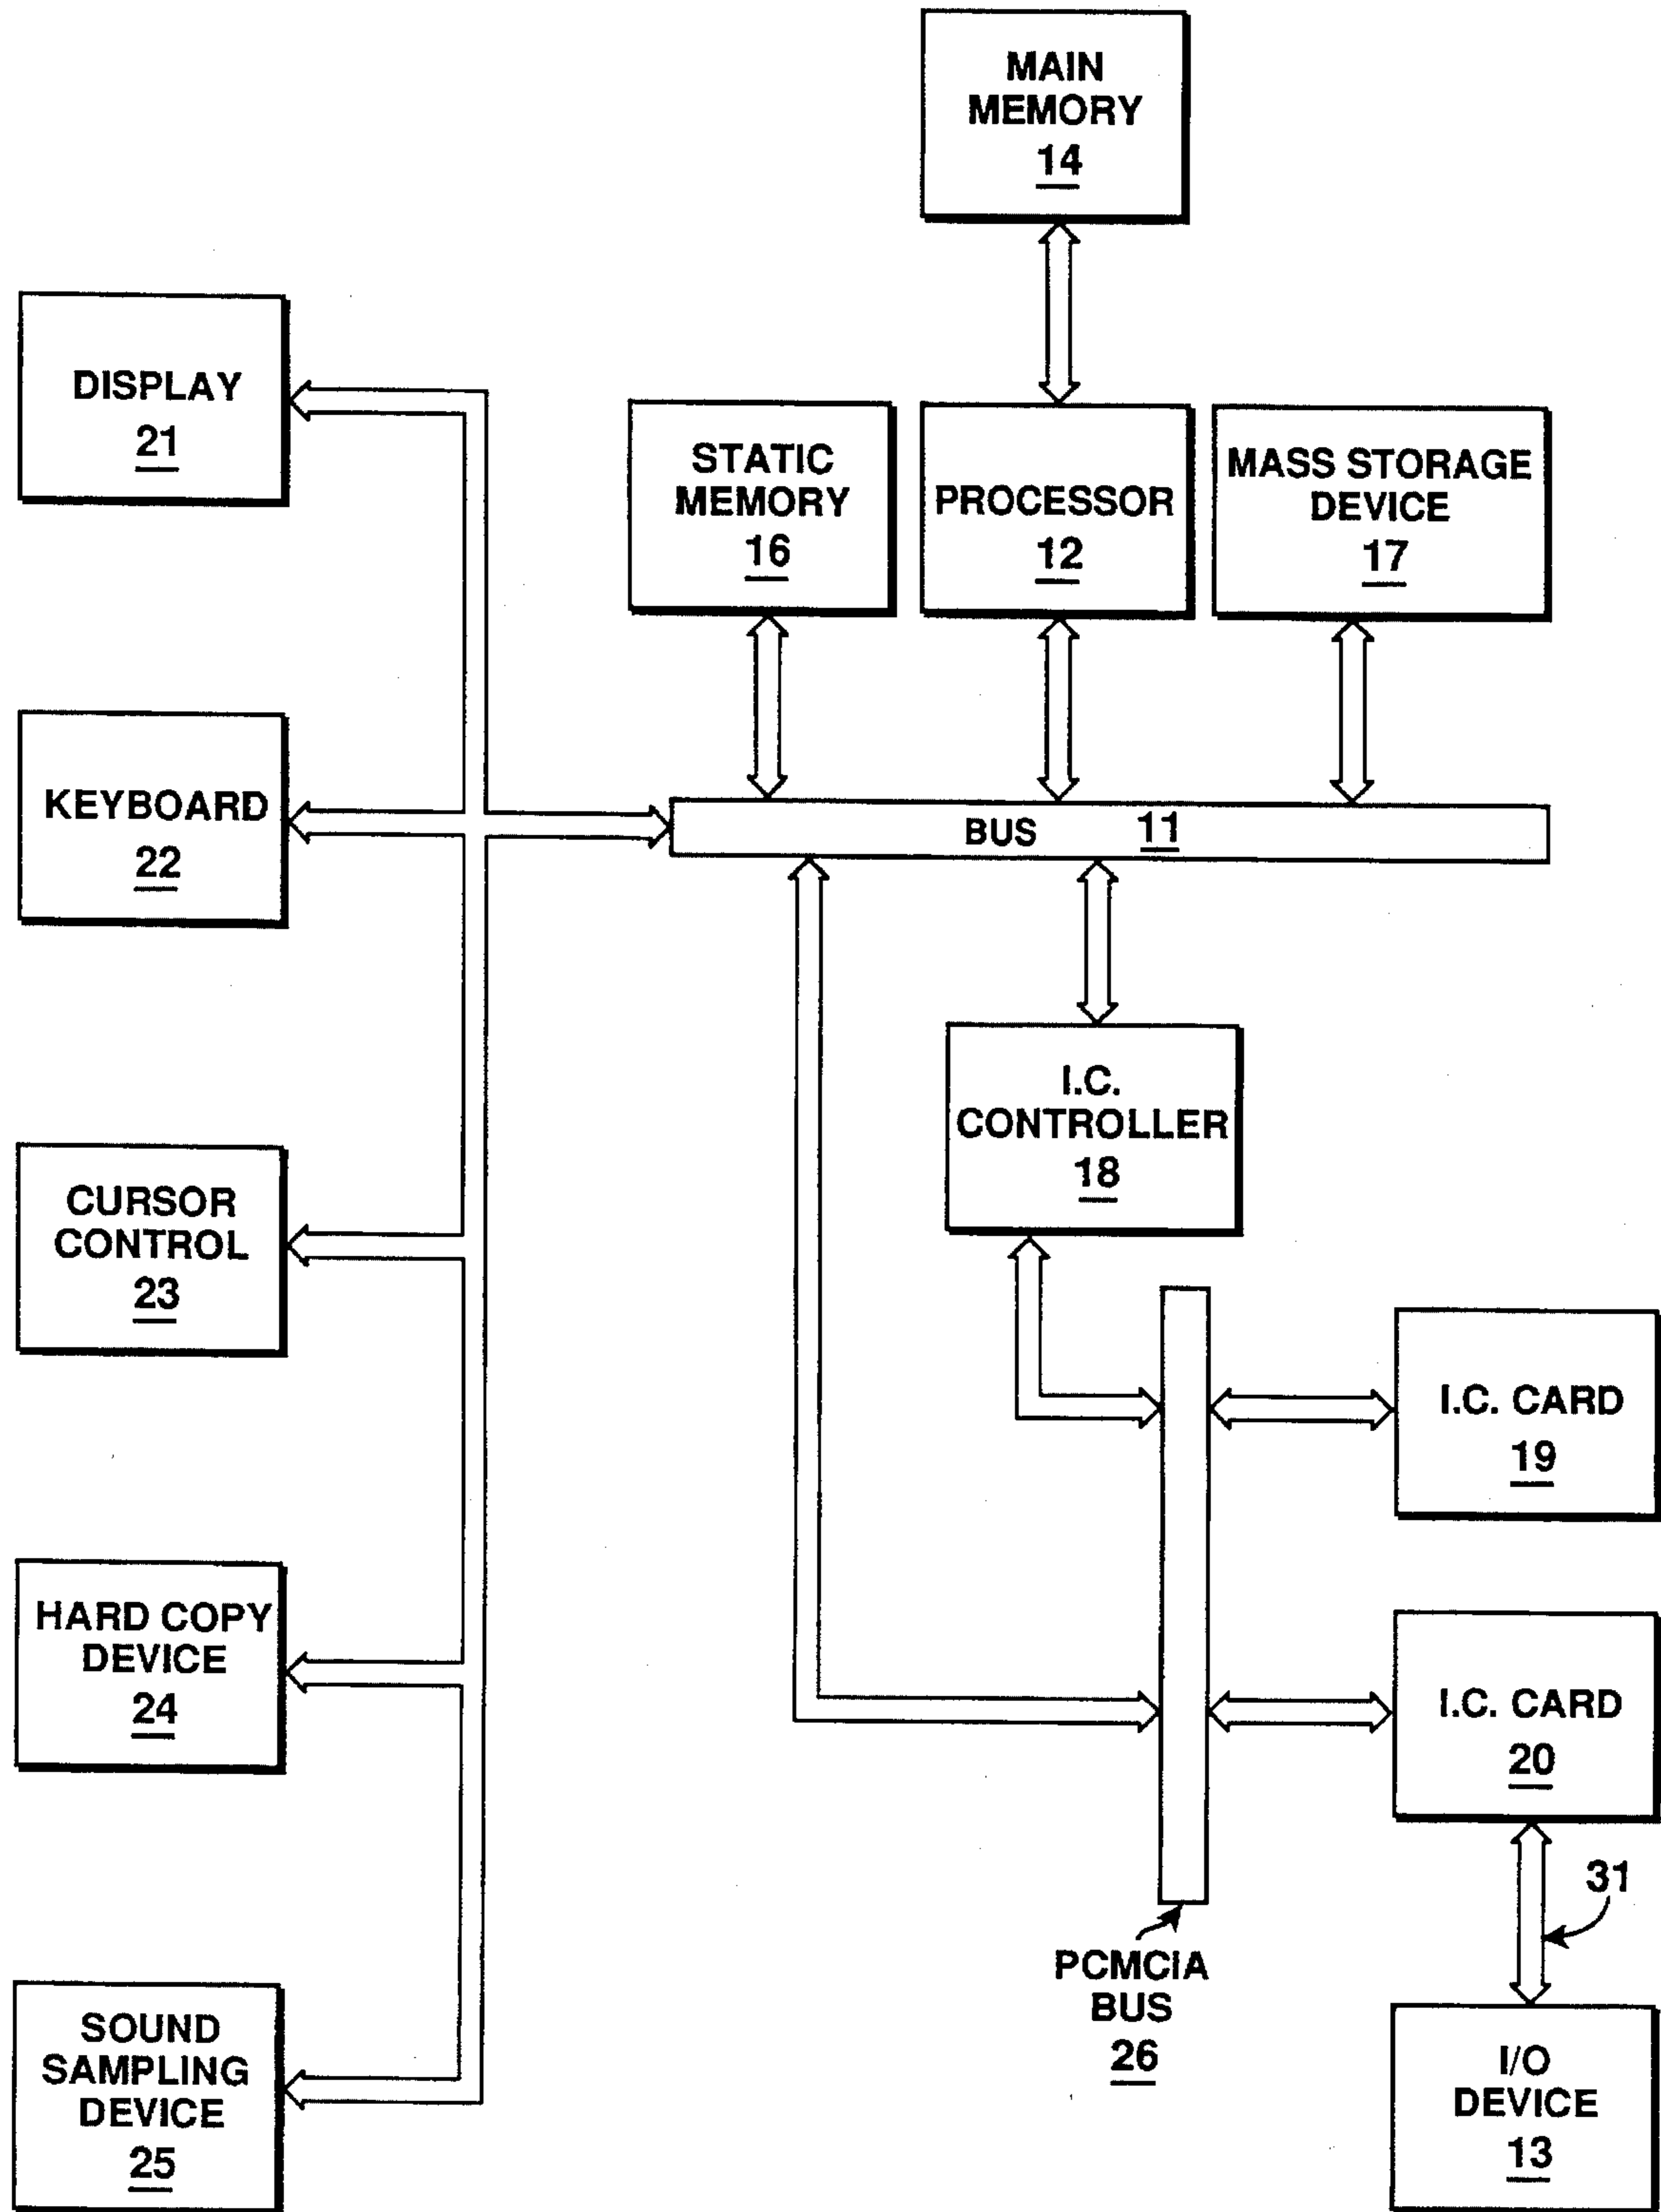 MAIN
MEMORY
14
DISPLAY
21
STATIC
MEMORY
16
PROCESSOR
12
MASS STORAGE
DEVICE
17
KEYBOARD
22
BUS 11
I.C.
CONTROLLER
18
CURSOR
CONTROL
23
I.C. CARD
19
HARD COPY
DEVICE
24
I.C. CARD
20
31
PCMCIA
BUS
26
SOUND
SAMPLING
DEVICE
25
I/O
DEVICE
13